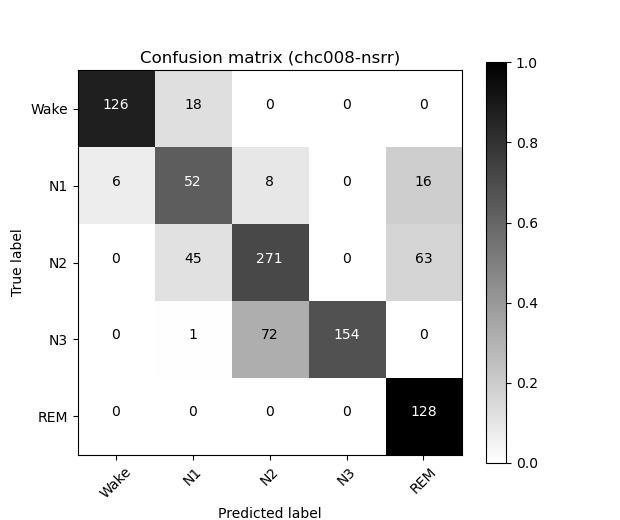 Confusion matrix (chc008-nsrr)
Wake 126 18 0 0 0
N1 6 52 8 0 16
N2 0 45 271 0 63
N3 0 1 72 154 0
REM 0 0 0 0 128
Wake N1 N2 N3 REM
Predicted label
True label
1.0
0.8
0.6
0.4
0.2
0.0